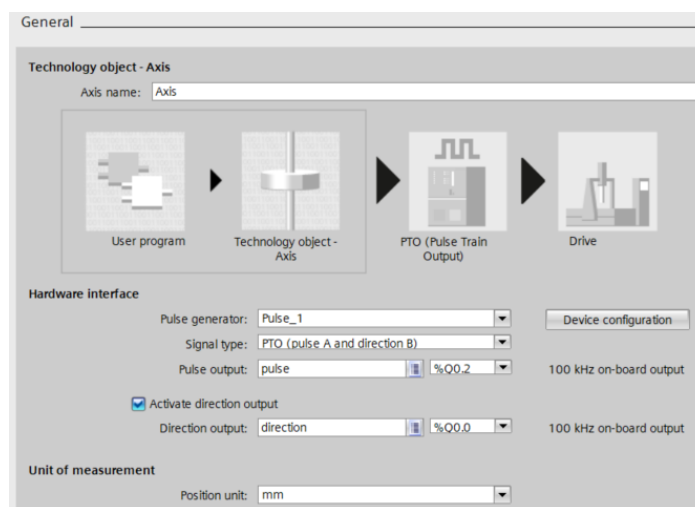 General
Technology object - Axis
Axis name: Axis
User program
Technology object - Axis
PTO (Pulse Train Output)
Drive
Hardware interface
Pulse generator: Pulse_1 Device configuration
Signal type: PTO (pulse A and direction B)
Pulse output: pulse %Q0.2 100 kHz on-board output
Activate direction output
Direction output: direction %Q0.0 100 kHz on-board output
Unit of measurement
Position unit: mm